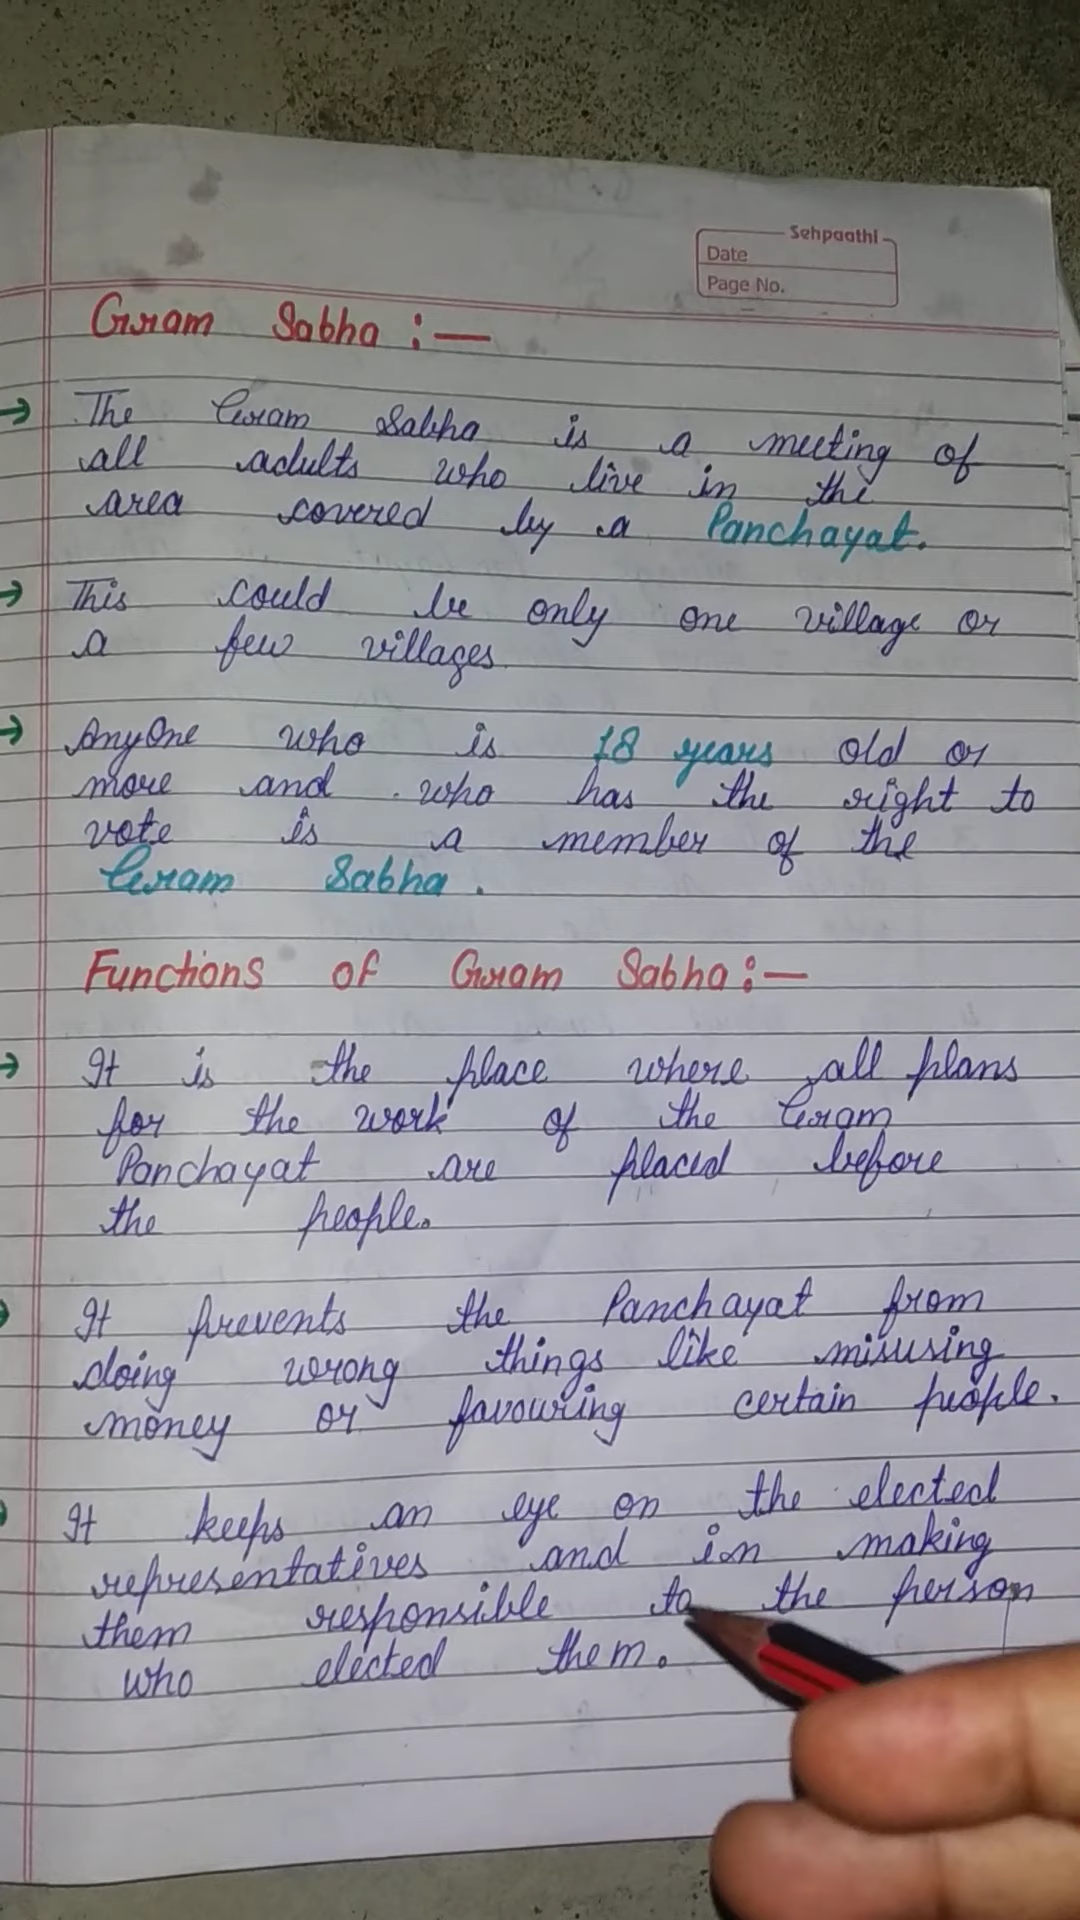 Sehpaathi
Date
Page No.
Gram Sabha :—
→ The Gram Sabha is a meeting of
all adults who live in the
area covered by a Panchayat.
→ This could be only one village or
a few villages.
→ AnyOne who is 18 years old or
more and who has the right to
vote is a member of the
Gram Sabha.
Functions of Gram Sabha:—
→ It is the place where all plans
for the work of the Gram
Panchayat are placed before
the people.
→ It prevents the Panchayat from
doing wrong things like misusing
money or favouring certain people.
→ It keeps an eye on the elected
representatives and in making
them responsible to the person
who elected them.